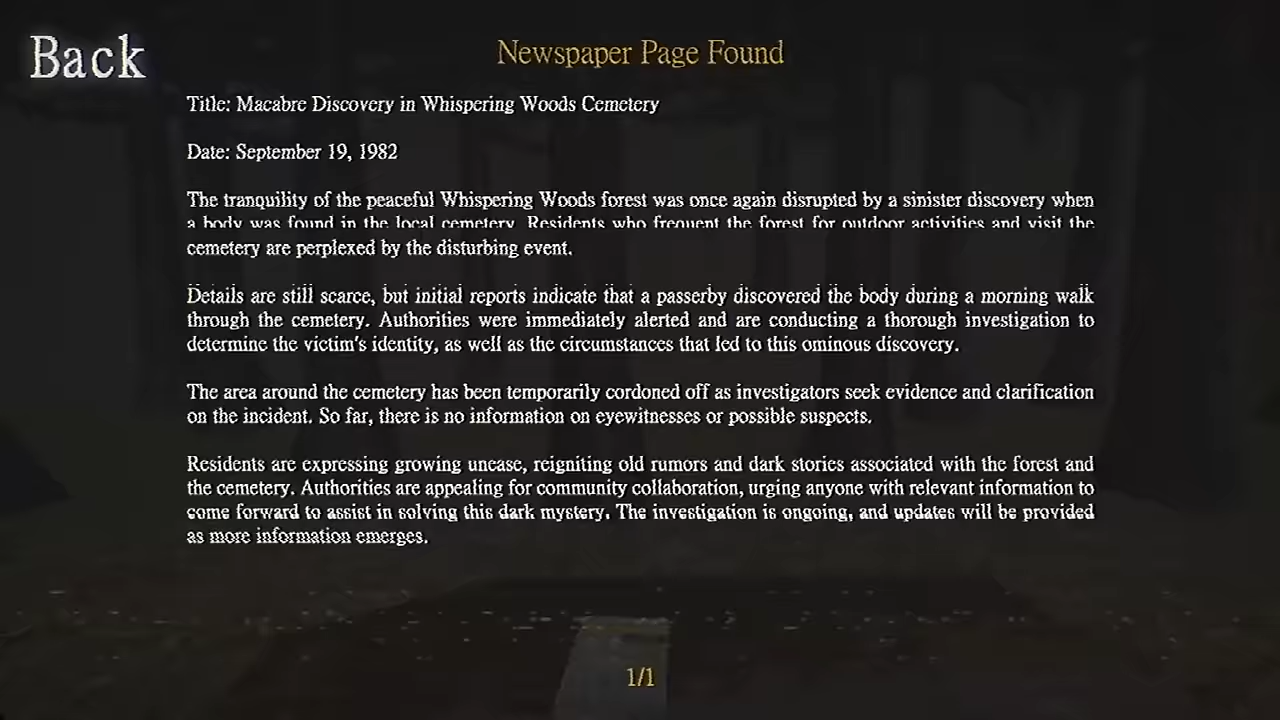 Back
Newspaper Page Found
Title: Macabre Discovery in Whispering Woods Cemetery
Date: September 19, 1982
The tranquility of the peaceful Whispering Woods forest was once again disrupted by a sinister discovery when
a body was found in the local cemetery. Residents who frequent the forest for outdoor activities and visit the
cemetery are perplexed by the disturbing event.
Details are still scarce, but initial reports indicate that a passerby discovered the body during a morning walk
through the cemetery. Authorities were immediately alerted and are conducting a thorough investigation to
determine the victim's identity, as well as the circumstances that led to this ominous discovery.
The area around the cemetery has been temporarily cordoned off as investigators seek evidence and clarification
on the incident. So far, there is no information on eyewitnesses or possible suspects.
Residents are expressing growing unease, reigniting old rumors and dark stories associated with the forest and
the cemetery. Authorities are appealing for community collaboration, urging anyone with relevant information to
come forward to assist in solving this dark mystery. The investigation is ongoing, and updates will be provided
as more information emerges.
1/1